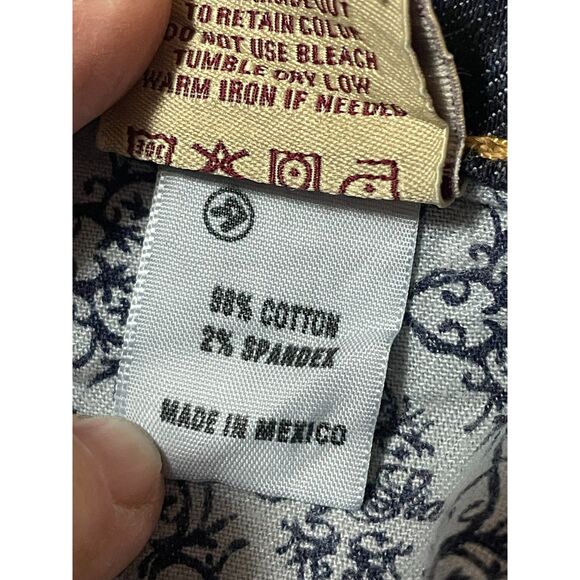 TO RETAIN COLOR
DO NOT USE BLEACH
TUMBLE DRY LOW
WARM IRON IF NEEDED
98% COTTON
2% SPANDEX
MADE IN MEXICO